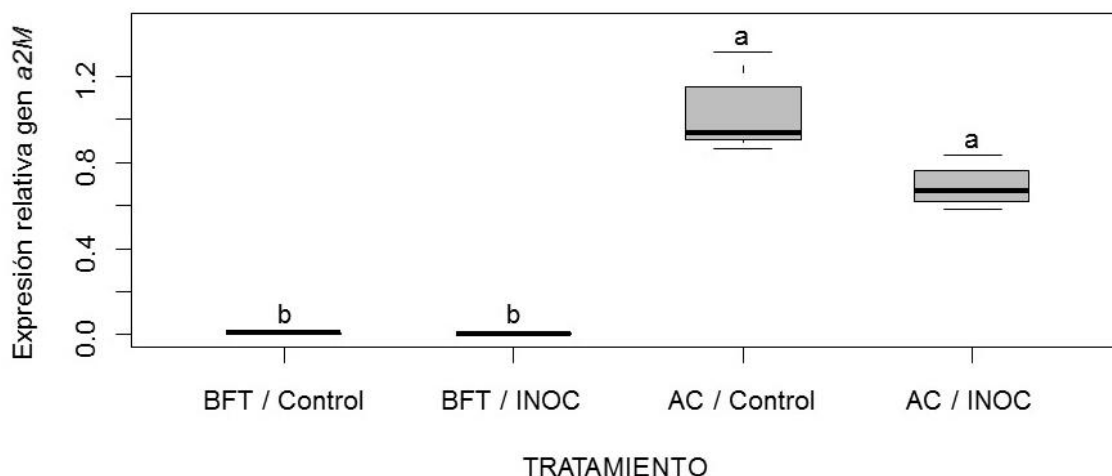 Expresión relativa gen a2M
1.2
0.8
0.4
0.0
a
a
b
b
BFT / Control
BFT / INOC
AC / Control
AC / INOC
TRATAMIENTO